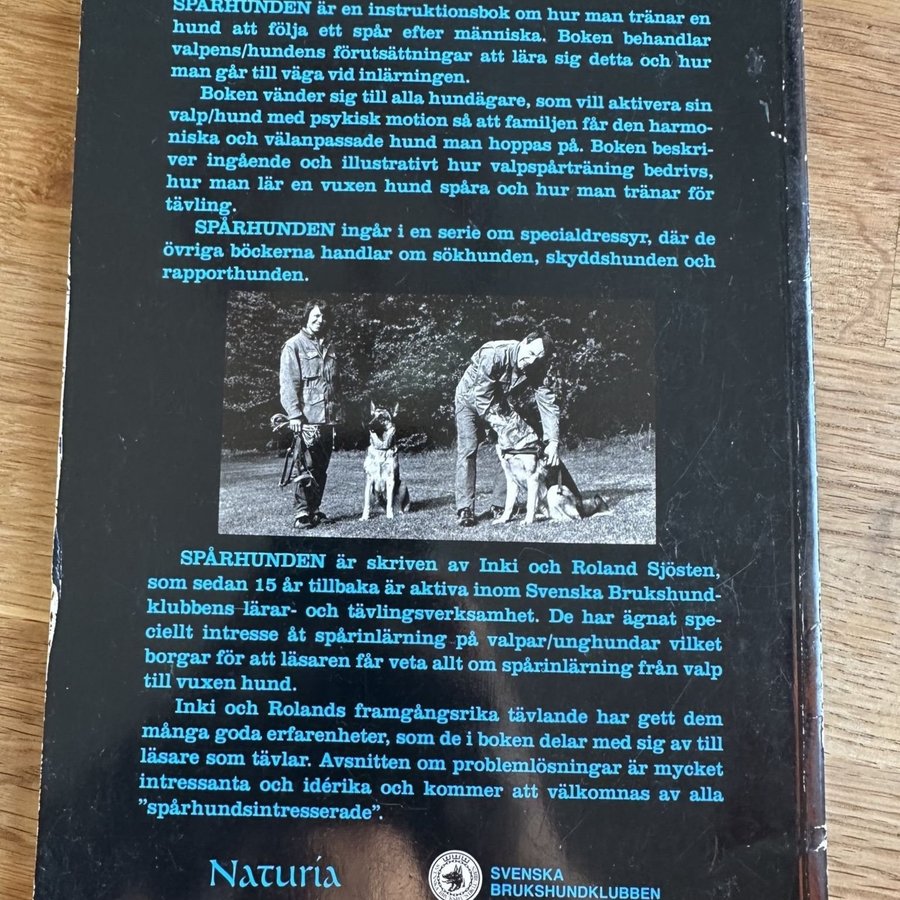 SPÅRHUNDEN är en instruktionsbok om hur man tränar en
hund att följa ett spår efter människa. Boken behandlar
valpens/hundens förutsättningar att lära sig detta och hur
man går till väga vid inlärningen.
Boken vänder sig till alla hundägare, som vill aktivera sin
valp/hund med psykisk motion så att familjen får den harmo-
niska och välanpassade hund man hoppas på. Boken beskri-
ver ingående och illustrativt hur valpspårträning bedrivs,
hur man lär en vuxen hund spåra och hur man tränar för
tävling.
SPÅRHUNDEN ingår i en serie om specialdressyr, där de
övriga böckerna handlar om sökhunden, skyddshunden och
rapporthunden.
SPÅRHUNDEN är skriven av Inki och Roland Sjösten,
som sedan 15 år tillbaka är aktiva inom Svenska Brukshund-
klubbens lärar- och tävlingsverksamhet. De har ägnat spe-
ciellt intresse åt spårinlärning på valpar/unghundar vilket
borgar för att läsaren får veta allt om spårinlärning från valp
till vuxen hund.
Inki och Rolands framgångsrika tävlande har gett dem
många goda erfarenheter, som de i boken delar med sig av till
läsare som tävlar. Avsnitten om problemlösningar är mycket
intressanta och idérika och kommer att välkomnas av alla
"spårhundsintresserade".
Naturia
SVENSKA
BRUKSHUNDKLUBBEN